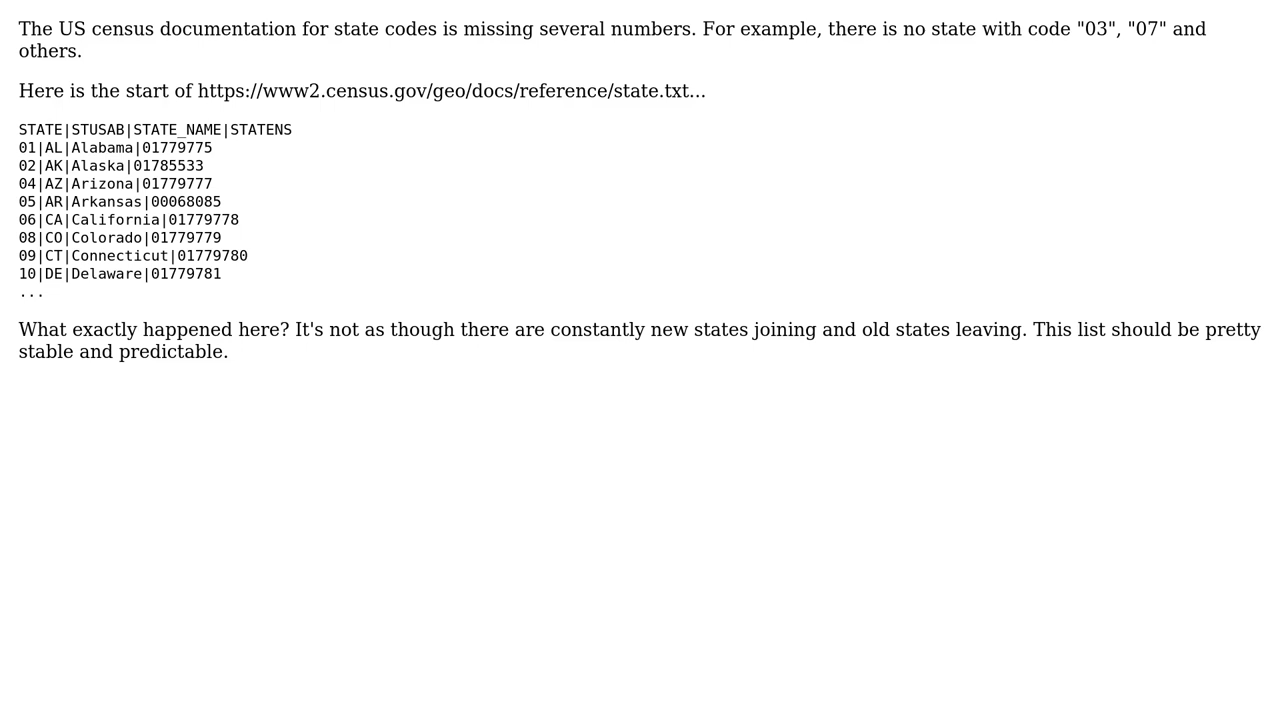 The US census documentation for state codes is missing several numbers. For example, there is no state with code "03", "07" and
others.
Here is the start of https://www2.census.gov/geo/docs/reference/state.txt...
STATE|STUSAB|STATE_NAME|STATENS
01|AL|Alabama|01779775
02|AK|Alaska|01785533
04|AZ|Arizona|01779777
05|AR|Arkansas|00068085
06|CA|California|01779778
08|CO|Colorado|01779779
09|CT|Connecticut|01779780
10|DE|Delaware|01779781
...
What exactly happened here? It's not as though there are constantly new states joining and old states leaving. This list should be pretty
stable and predictable.